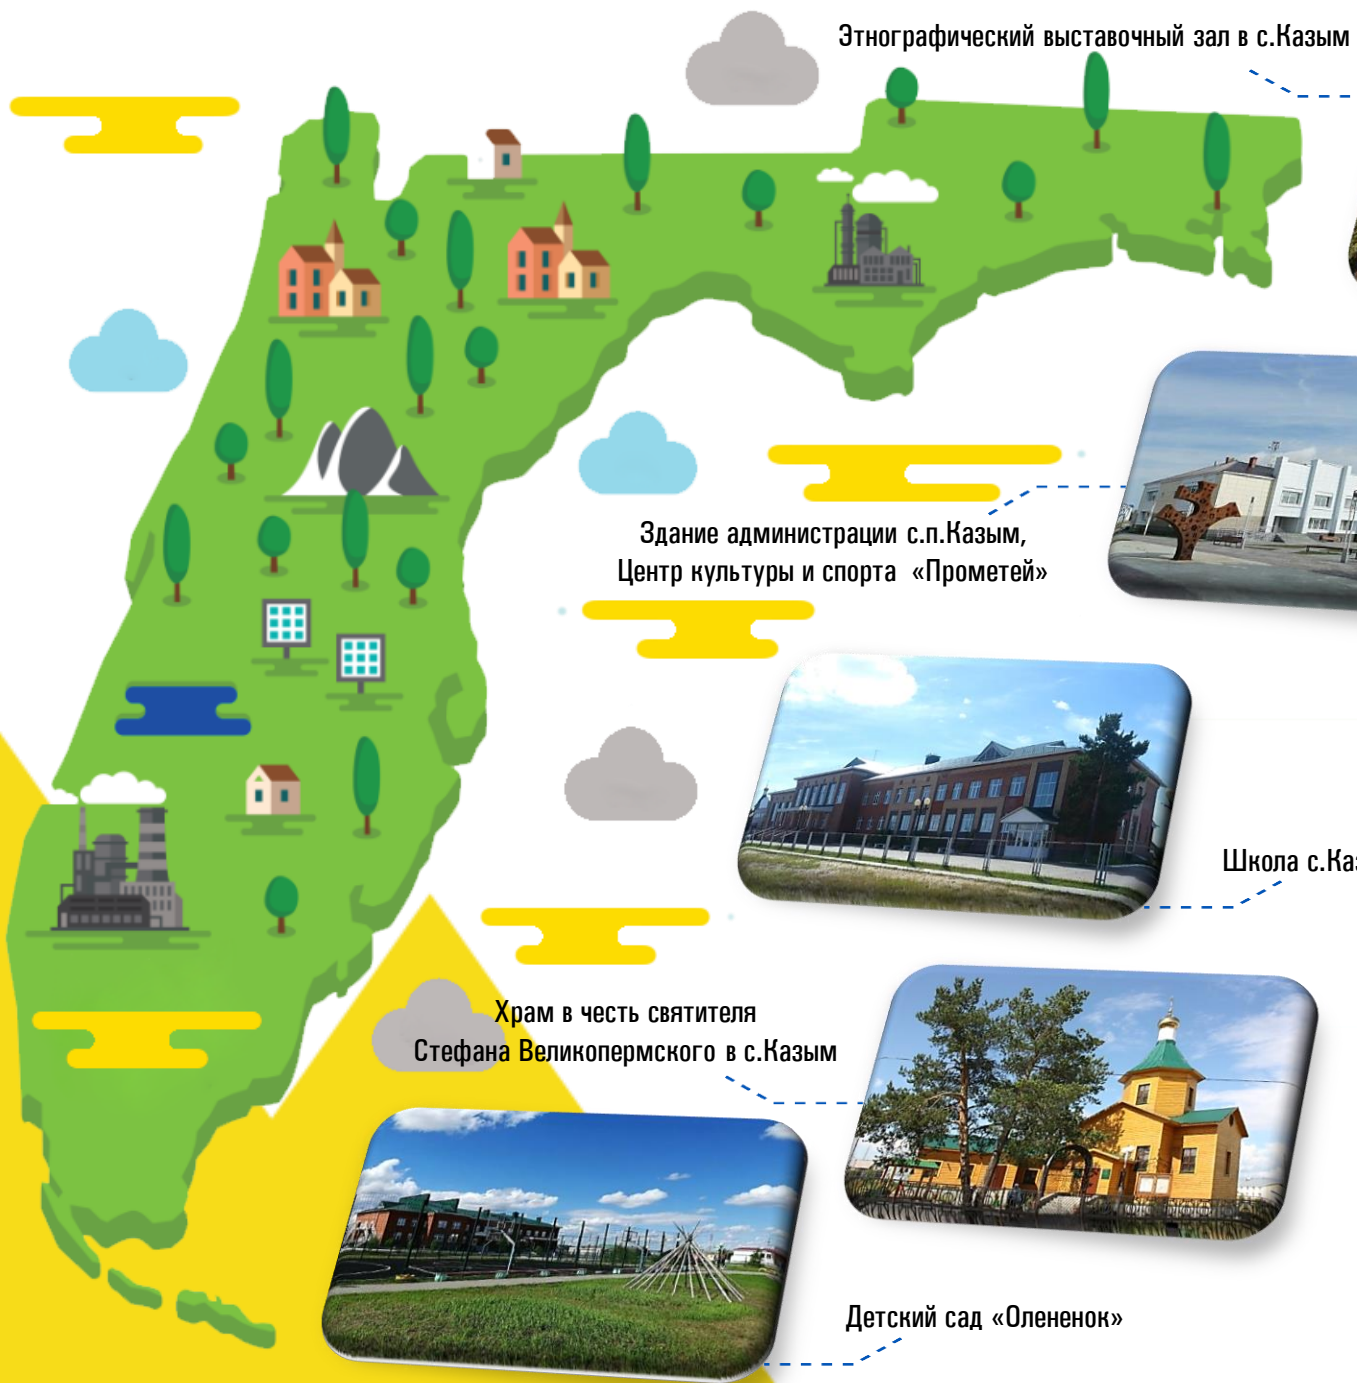 Этнографический выставочный зал в с.Казым
Здание администрации с.п.Казым,
Центр культуры и спорта «Прометей»
Школа с.Каз
Храм в честь святителя
Стефана Великопермского в с.Казым
Детский сад «Олененок»